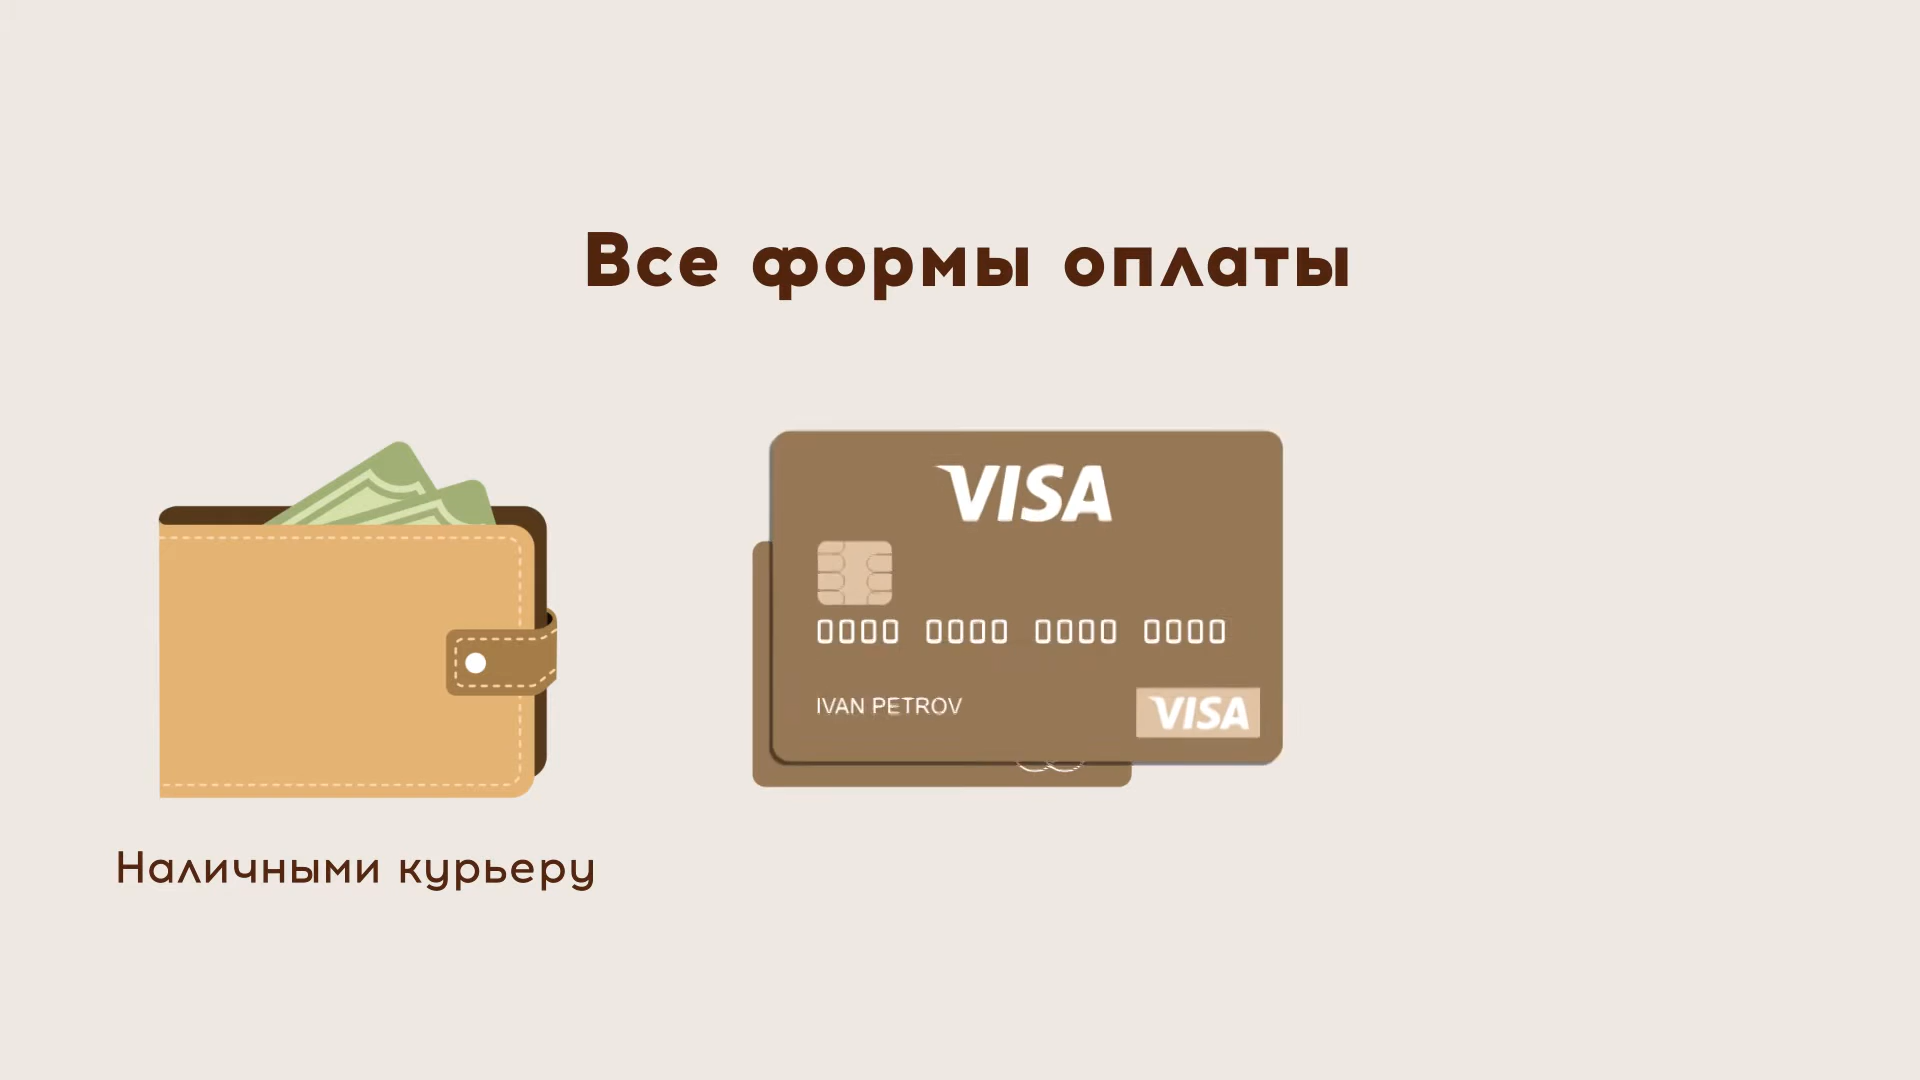 Все формы оплаты
VISA
0000 0000 0000 0000
IVAN PETROV
VISA
Наличными курьеру